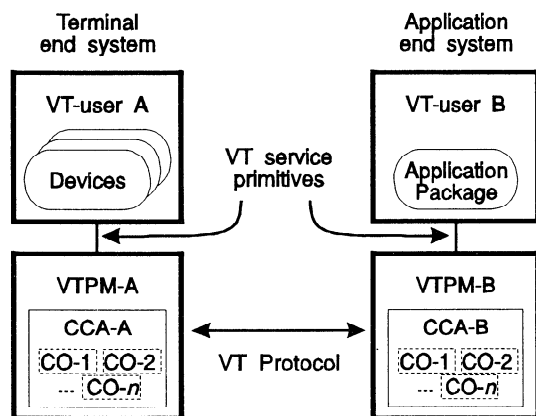 Terminal
end system
Application
end system
VT-user A
Devices
VT service
primitives
VT-user B
Application
Package
VTPM-A
CCA-A
CO-1 CO-2
... CO-n
VT Protocol
VTPM-B
CCA-B
CO-1 CO-2
... CO-n